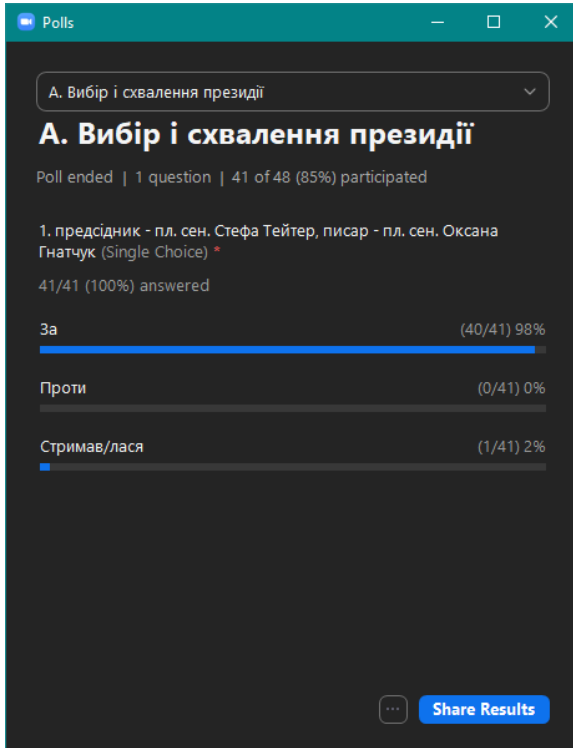 Polls
А. Вибір і схвалення президії
А. Вибір і схвалення президії
Poll ended | 1 question | 41 of 48 (85%) participated
1. предсідник - пл. сен. Стефа Тейтер, писар - пл. сен. Оксана
Гнатчук (Single Choice) *
41/41 (100%) answered
За (40/41) 98%
Проти (0/41) 0%
Стримав/лася (1/41) 2%
Share Results